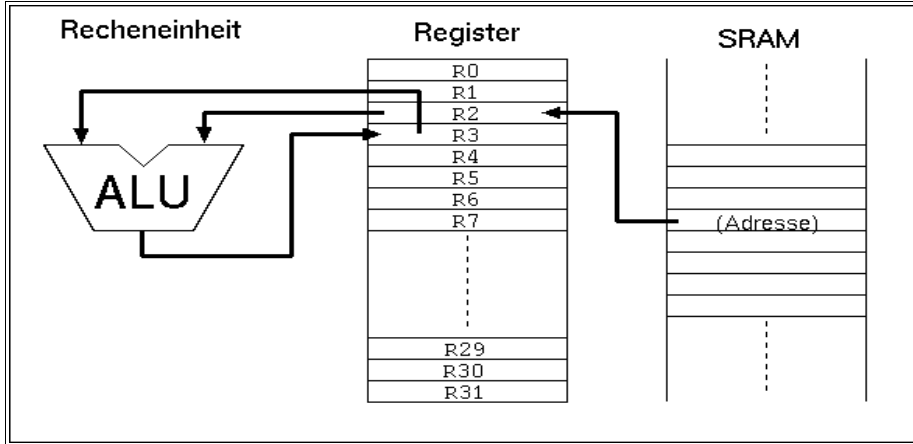 Recheneinheit
Register
SRAM
R0
R1
R2
R3
R4
R5
R6
R7
ALU
(Adresse)
R29
R30
R31